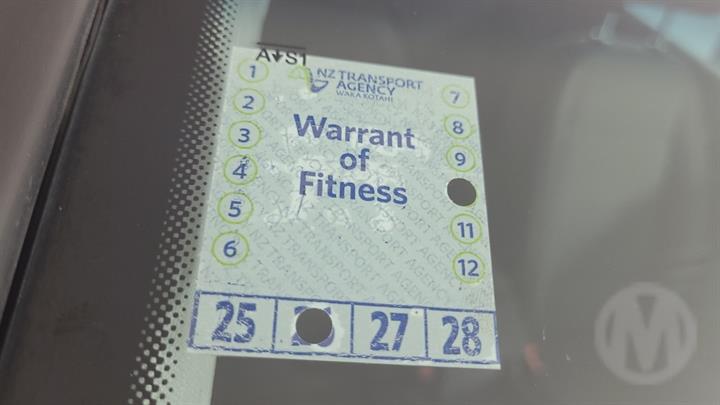 A↓S1
NZ TRANSPORT
AGENCY
WAKA KOTAHI
1
2
3
4
5
6
7
8
9
11
12
Warrant
of
Fitness
25
27
28
M